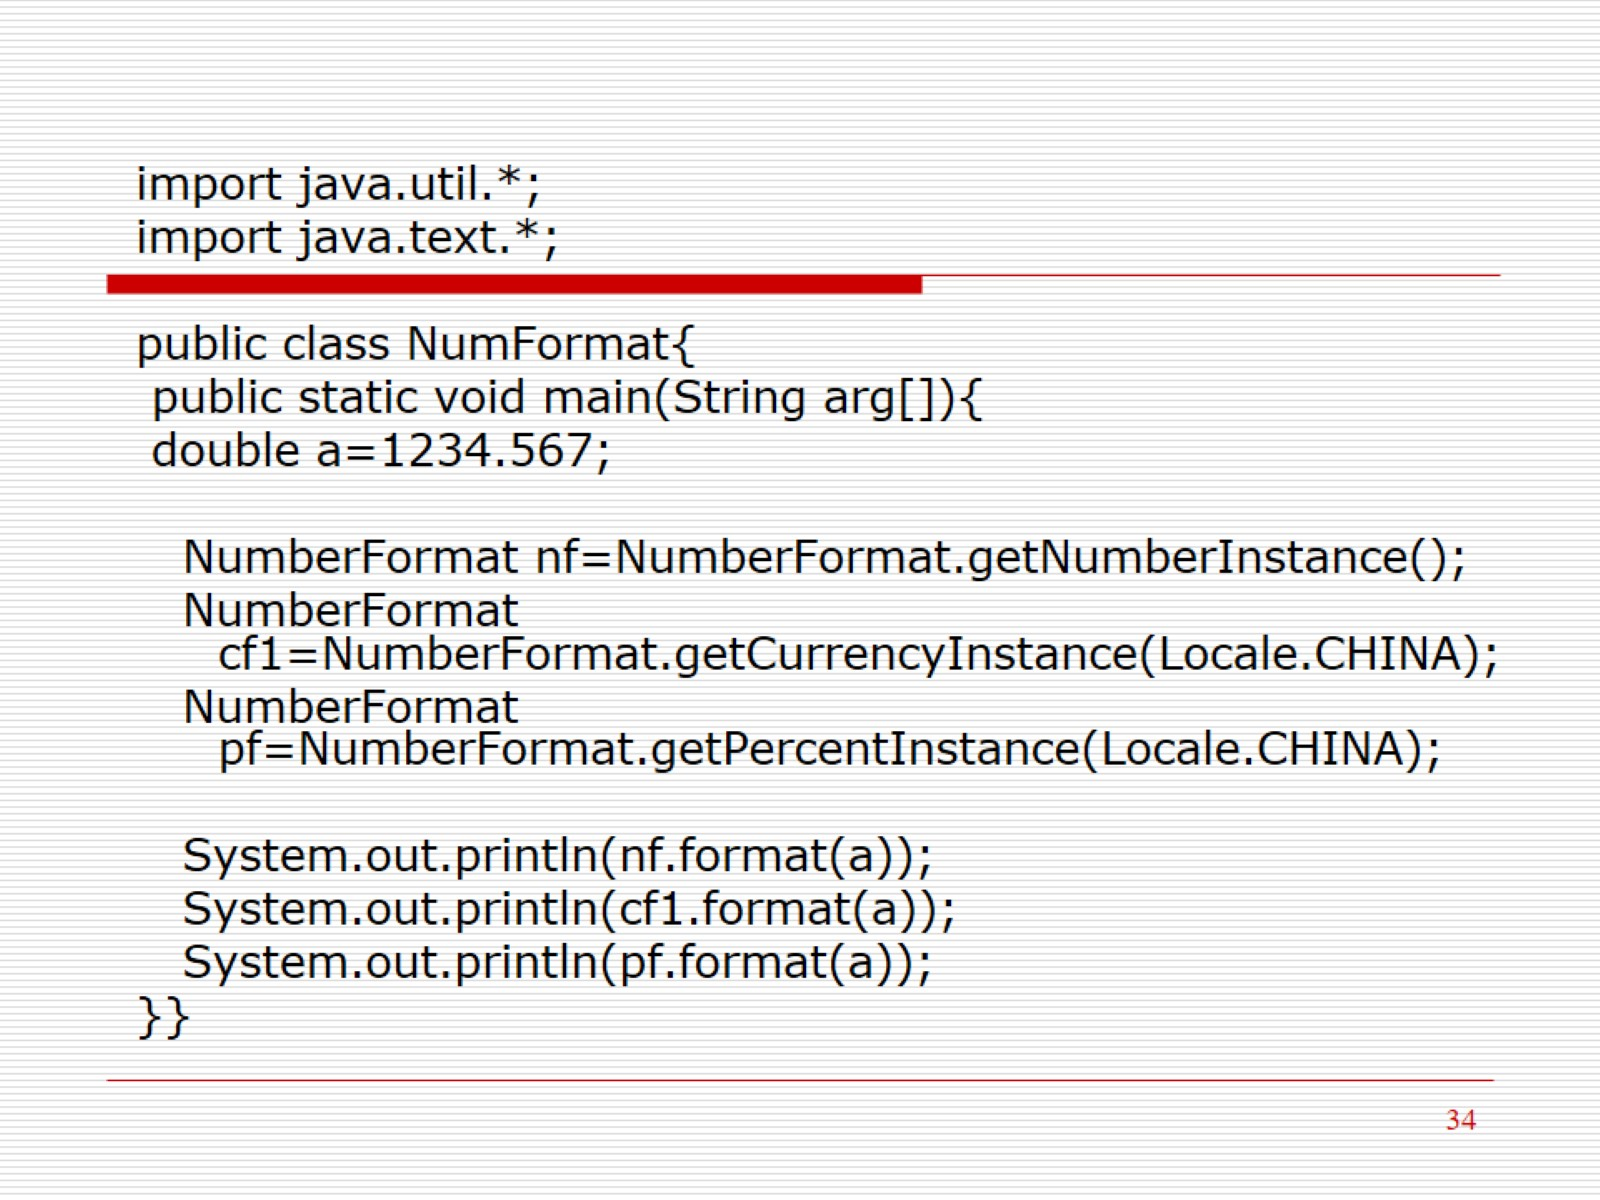 import java.util.*;
import java.text.*;
public class NumFormat{
public static void main(String arg[]){
double a=1234.567;
NumberFormat nf=NumberFormat.getNumberInstance();
NumberFormat
cf1=NumberFormat.getCurrencyInstance(Locale.CHINA);
NumberFormat
pf=NumberFormat.getPercentInstance(Locale.CHINA);
System.out.println(nf.format(a));
System.out.println(cf1.format(a));
System.out.println(pf.format(a));
}}
34